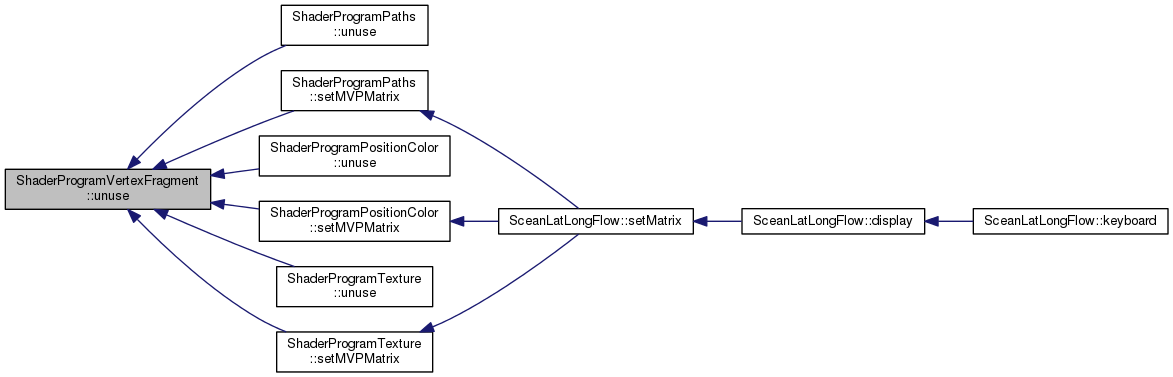 ShaderProgramVertexFragment
::unuse
ShaderProgramPaths
::unuse
ShaderProgramPaths
::setMVPMatrix
ShaderProgramPositionColor
::unuse
ShaderProgramPositionColor
::setMVPMatrix
ShaderProgramTexture
::unuse
ShaderProgramTexture
::setMVPMatrix
SceanLatLongFlow::setMatrix
SceanLatLongFlow::display
SceanLatLongFlow::keyboard